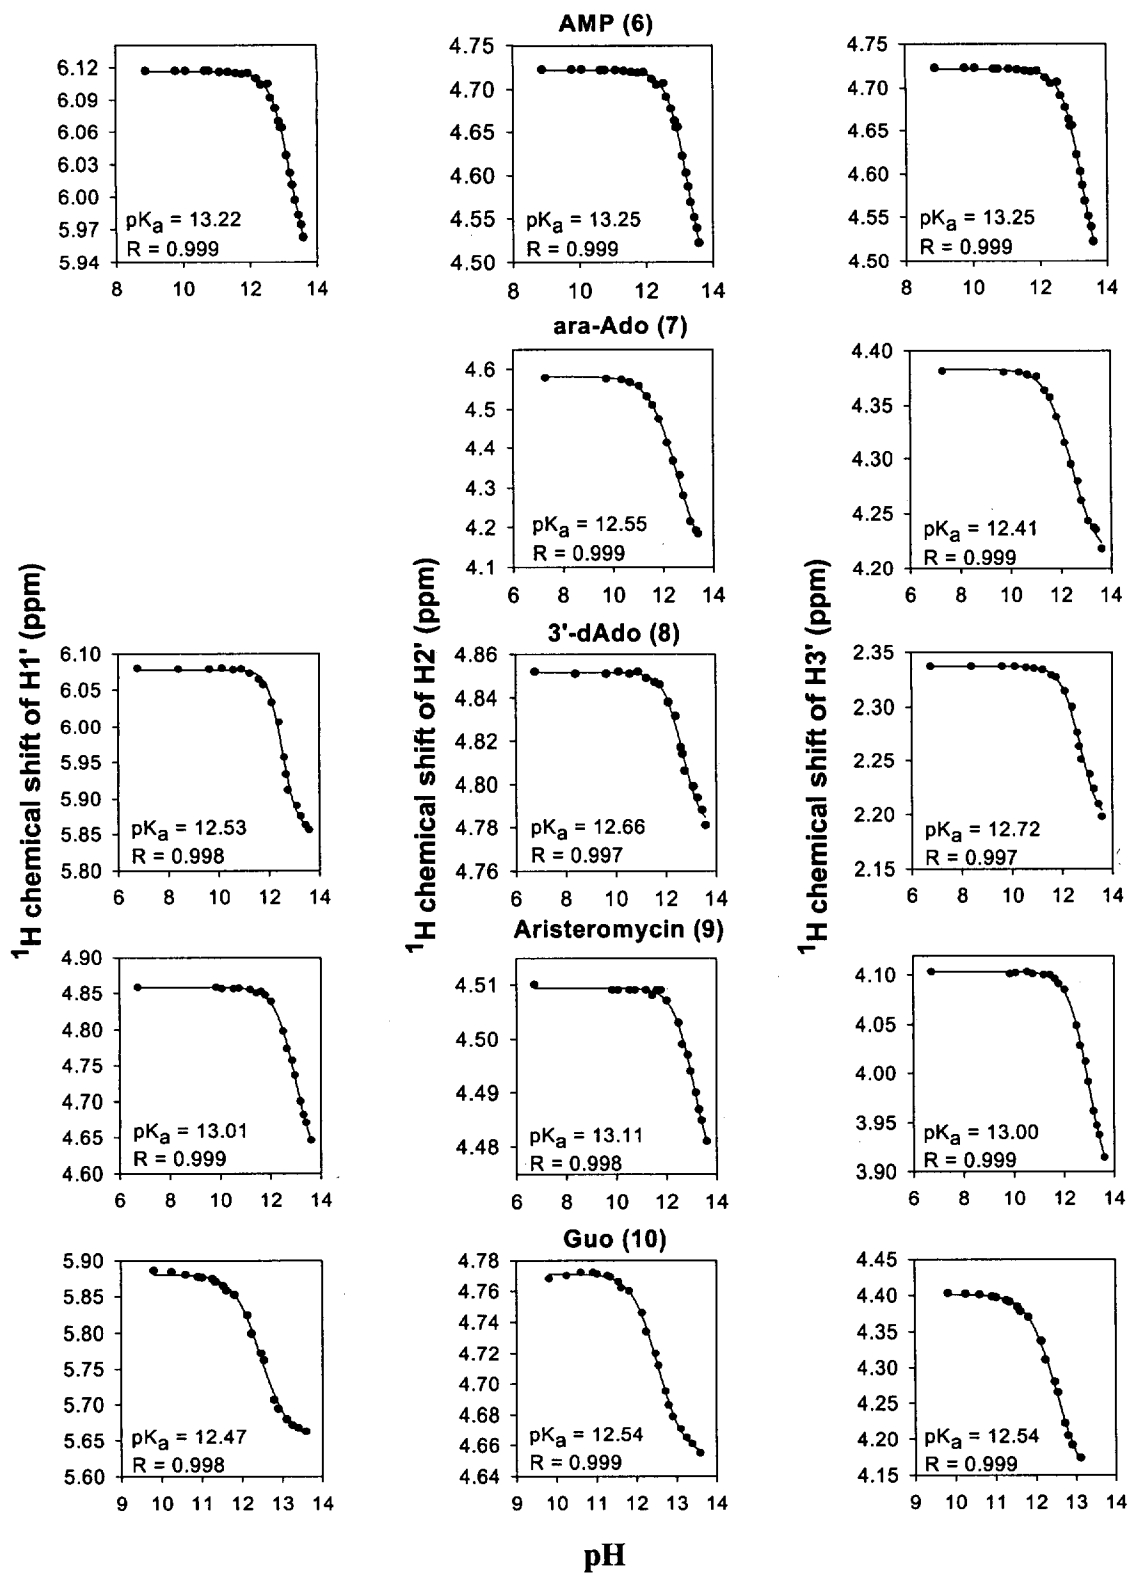 AMP (6)
6.12
6.09
6.06
6.03
6.00
5.97
5.94
pKa = 13.22
R = 0.999
8 10 12 14
4.75
4.70
4.65
4.60
4.55
4.50
pKa = 13.25
R = 0.999
8 10 12 14
4.75
4.70
4.65
4.60
4.55
4.50
pKa = 13.25
R = 0.999
8 10 12 14
ara-Ado (7)
4.6
4.5
4.4
4.3
4.2
4.1
pKa = 12.55
R = 0.999
6 8 10 12 14
4.40
4.35
4.30
4.25
4.20
pKa = 12.41
R = 0.999
6 8 10 12 14
1H chemical shift of H1' (ppm)
1H chemical shift of H2' (ppm)
1H chemical shift of H3' (ppm)
3'-dAdo (8)
6.10
6.05
6.00
5.95
5.90
5.85
5.80
pKa = 12.53
R = 0.998
6 8 10 12 14
4.86
4.84
4.82
4.80
4.78
4.76
pKa = 12.66
R = 0.997
6 8 10 12 14
2.35
2.30
2.25
2.20
2.15
pKa = 12.72
R = 0.997
6 8 10 12 14
Aristeromycin (9)
4.90
4.85
4.80
4.75
4.70
4.65
4.60
pKa = 13.01
R = 0.999
6 8 10 12 14
4.51
4.50
4.49
4.48
pKa = 13.11
R = 0.998
6 8 10 12 14
4.10
4.05
4.00
3.95
3.90
pKa = 13.00
R = 0.999
6 8 10 12 14
Guo (10)
5.90
5.85
5.80
5.75
5.70
5.65
5.60
pKa = 12.47
R = 0.998
9 10 11 12 13 14
4.78
4.76
4.74
4.72
4.70
4.68
4.66
4.64
pKa = 12.54
R = 0.999
9 10 11 12 13 14
4.45
4.40
4.35
4.30
4.25
4.20
4.15
pKa = 12.54
R = 0.999
9 10 11 12 13 14
pH